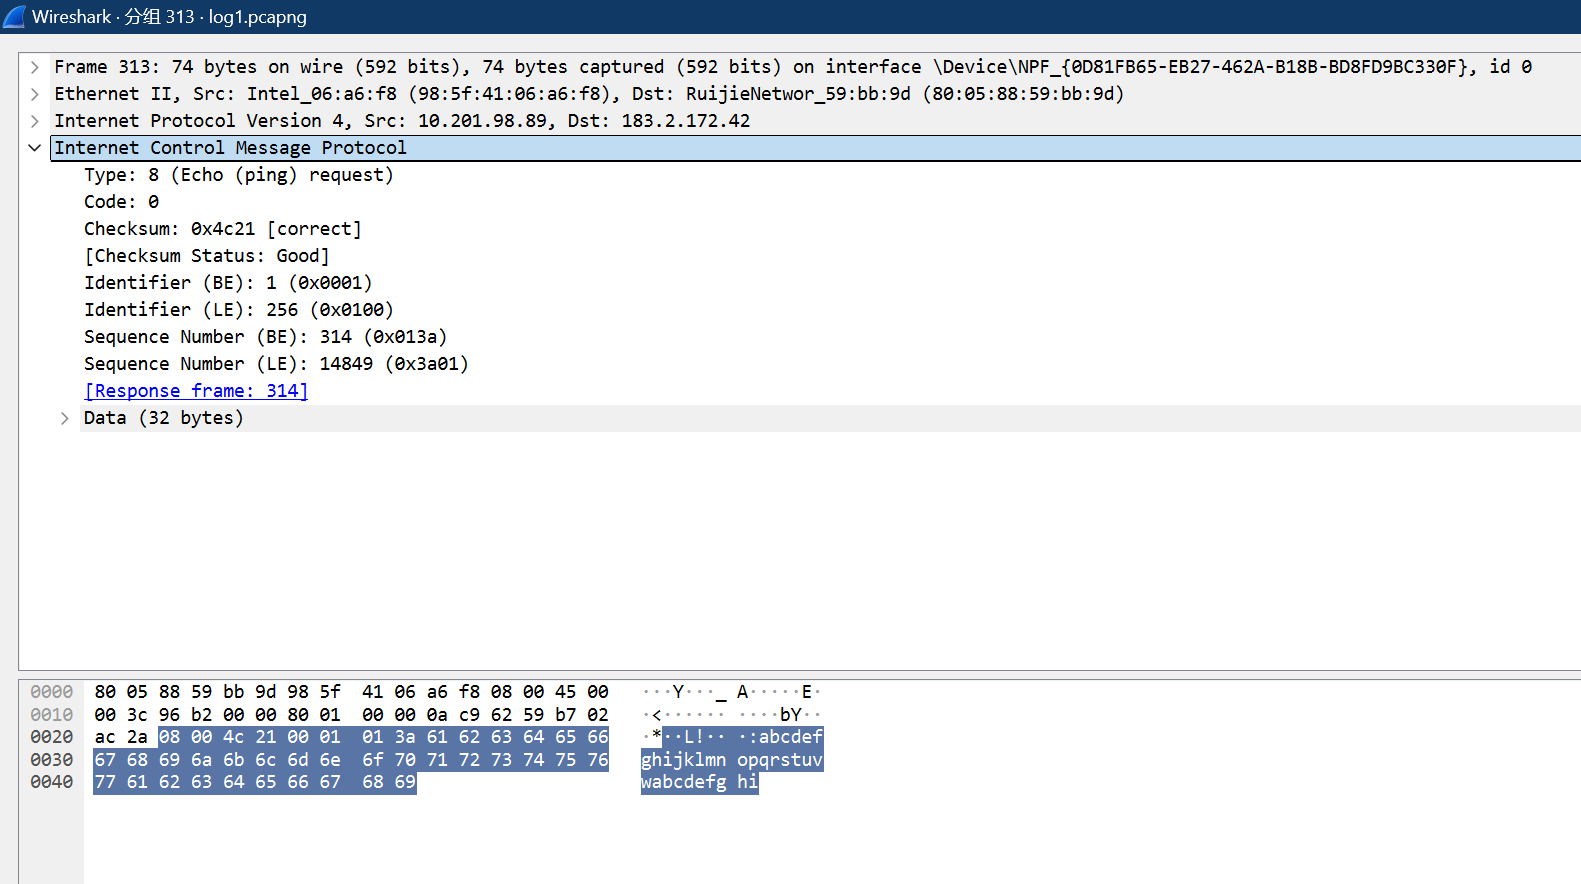 Wireshark · 分组 313 · log1.pcapng
Frame 313: 74 bytes on wire (592 bits), 74 bytes captured (592 bits) on interface \Device\NPF_{0D81FB65-EB27-462A-B18B-BD8FD9BC330F}, id 0
Ethernet II, Src: Intel_06:a6:f8 (98:5f:41:06:a6:f8), Dst: RuijieNetwor_59:bb:9d (80:05:88:59:bb:9d)
Internet Protocol Version 4, Src: 10.201.98.89, Dst: 183.2.172.42
Internet Control Message Protocol
Type: 8 (Echo (ping) request)
Code: 0
Checksum: 0x4c21 [correct]
[Checksum Status: Good]
Identifier (BE): 1 (0x0001)
Identifier (LE): 256 (0x0100)
Sequence Number (BE): 314 (0x013a)
Sequence Number (LE): 14849 (0x3a01)
[Response frame: 314]
Data (32 bytes)
0000 80 05 88 59 bb 9d 98 5f 41 06 a6 f8 08 00 45 00 ···Y···_ A·····E·
0010 00 3c 96 b2 00 00 80 01 00 00 0a c9 62 59 b7 02 ·<······ ····bY··
0020 ac 2a 08 00 4c 21 00 01 01 3a 61 62 63 64 65 66 ·*··L!·· ·:abcdef
0030 67 68 69 6a 6b 6c 6d 6e 6f 70 71 72 73 74 75 76 ghijklmn opqrstuv
0040 77 61 62 63 64 65 66 67 68 69 wabcdefg hi